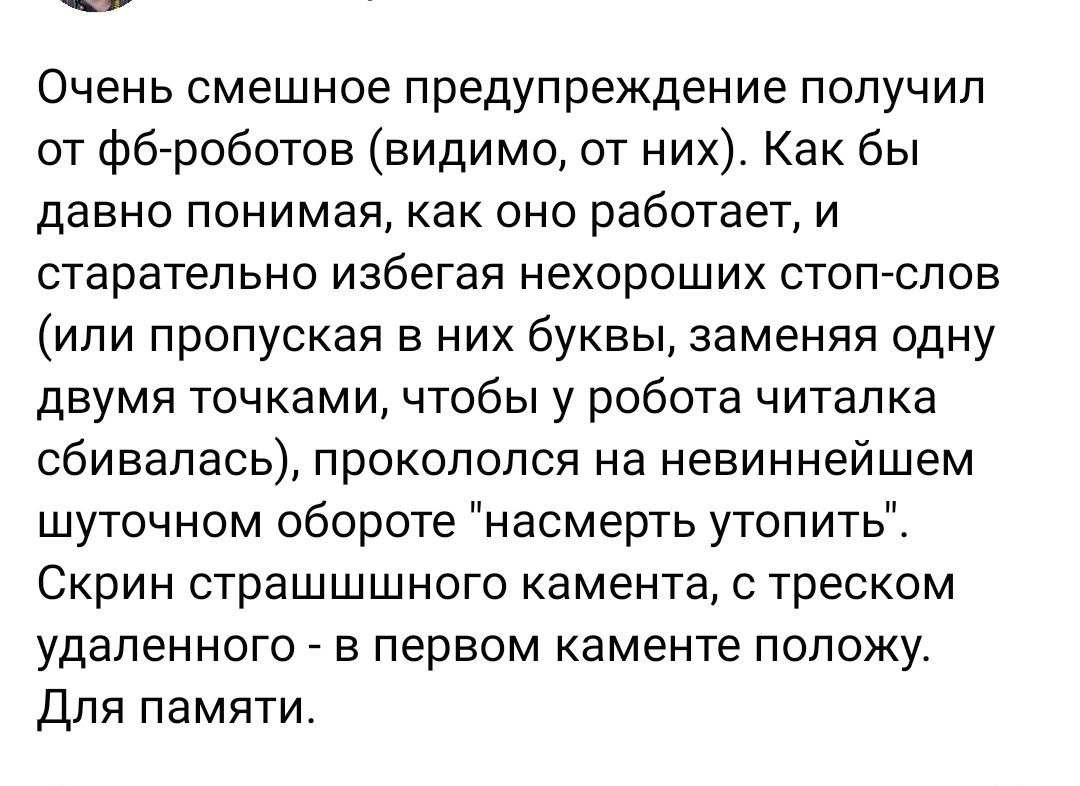 Очень смешное предупреждение получил
от фб-роботов (видимо, от них). Как бы
давно понимая, как оно работает, и
старательно избегая нехороших стоп-слов
(или пропуская в них буквы, заменяя одну
двумя точками, чтобы у робота читалка
сбивалась), прокололся на невиннейшем
шуточном обороте "насмерть утопить".
Скрин страшшшного камента, с треском
удаленного - в первом каменте положу.
Для памяти.